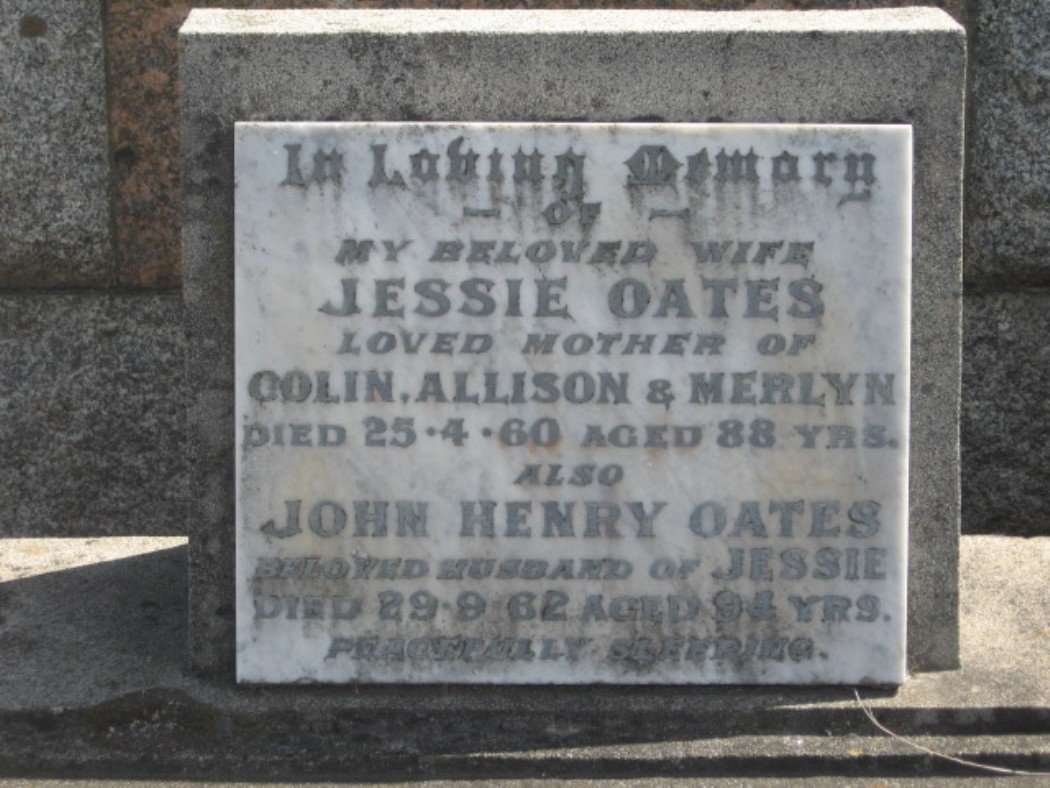 In Loving Memory
— OF —
MY BELOVED WIFE
JESSIE OATES
LOVED MOTHER OF
COLIN, ALLISON & MERLYN
DIED 25·4·60 AGED 88 YRS.
ALSO
JOHN HENRY OATES
BELOVED HUSBAND OF JESSIE
DIED 29·9·62 AGED 94 YRS.
PEACEFULLY SLEEPING.